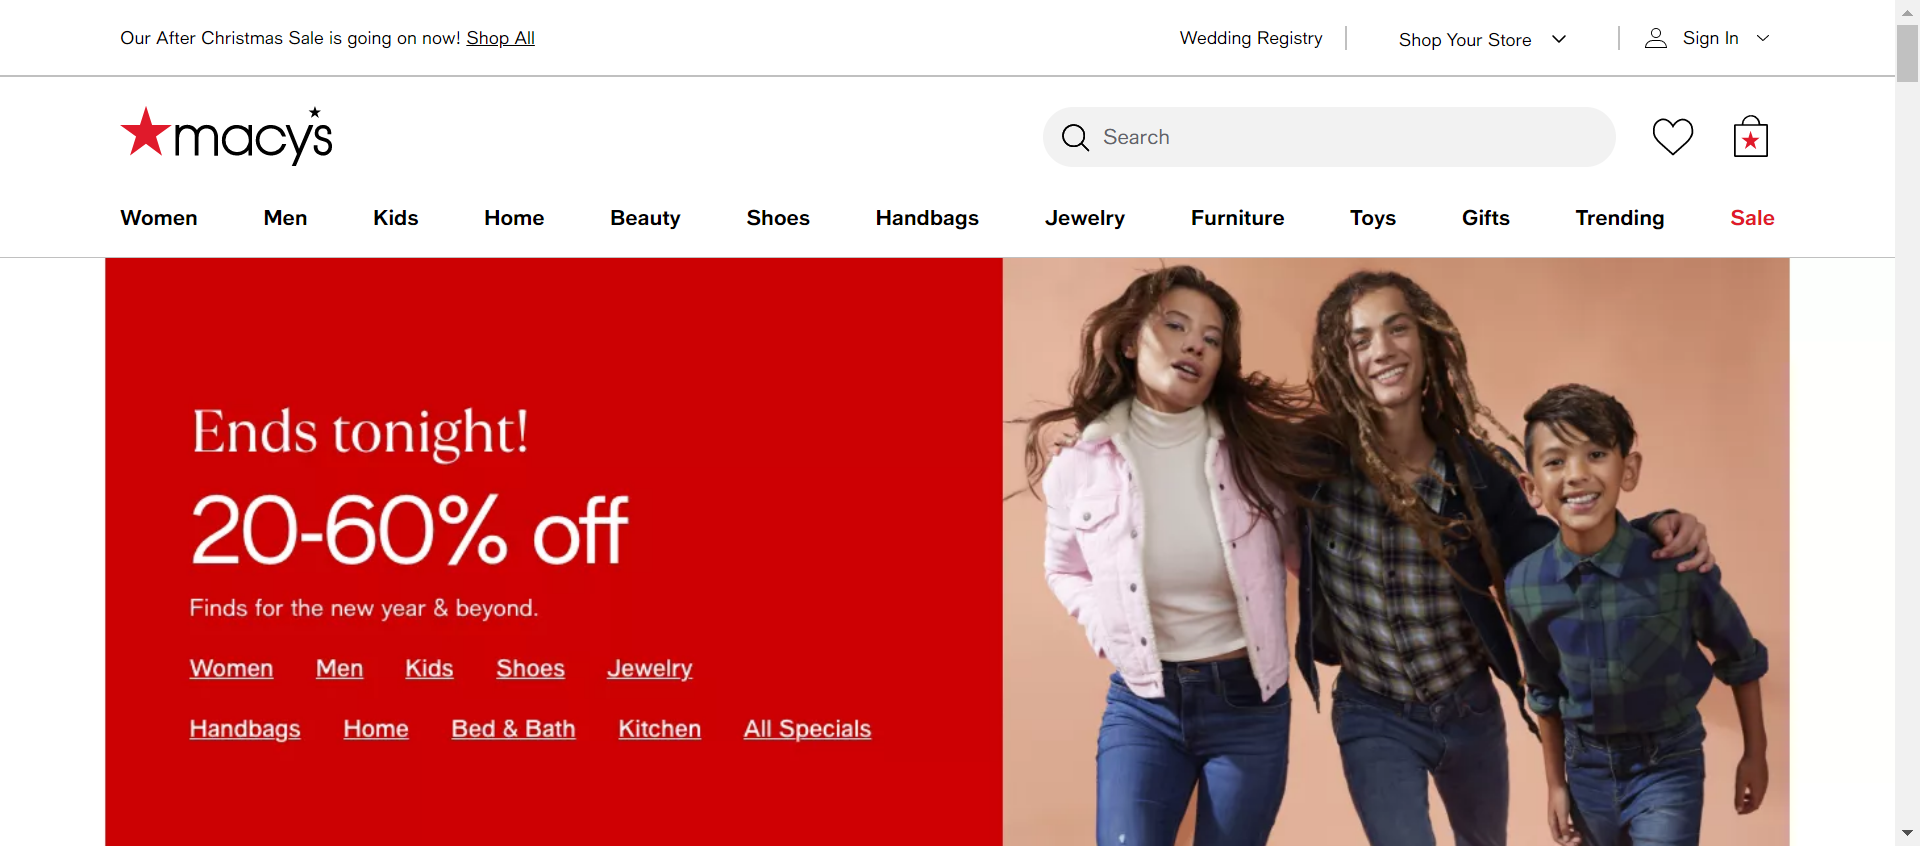 Our After Christmas Sale is going on now! Shop All
Wedding Registry
Shop Your Store
Sign In
macy's
Search
Women Men Kids Home Beauty Shoes Handbags Jewelry Furniture Toys Gifts Trending Sale
Ends tonight!
20-60% off
Finds for the new year & beyond.
Women Men Kids Shoes Jewelry
Handbags Home Bed & Bath Kitchen All Specials